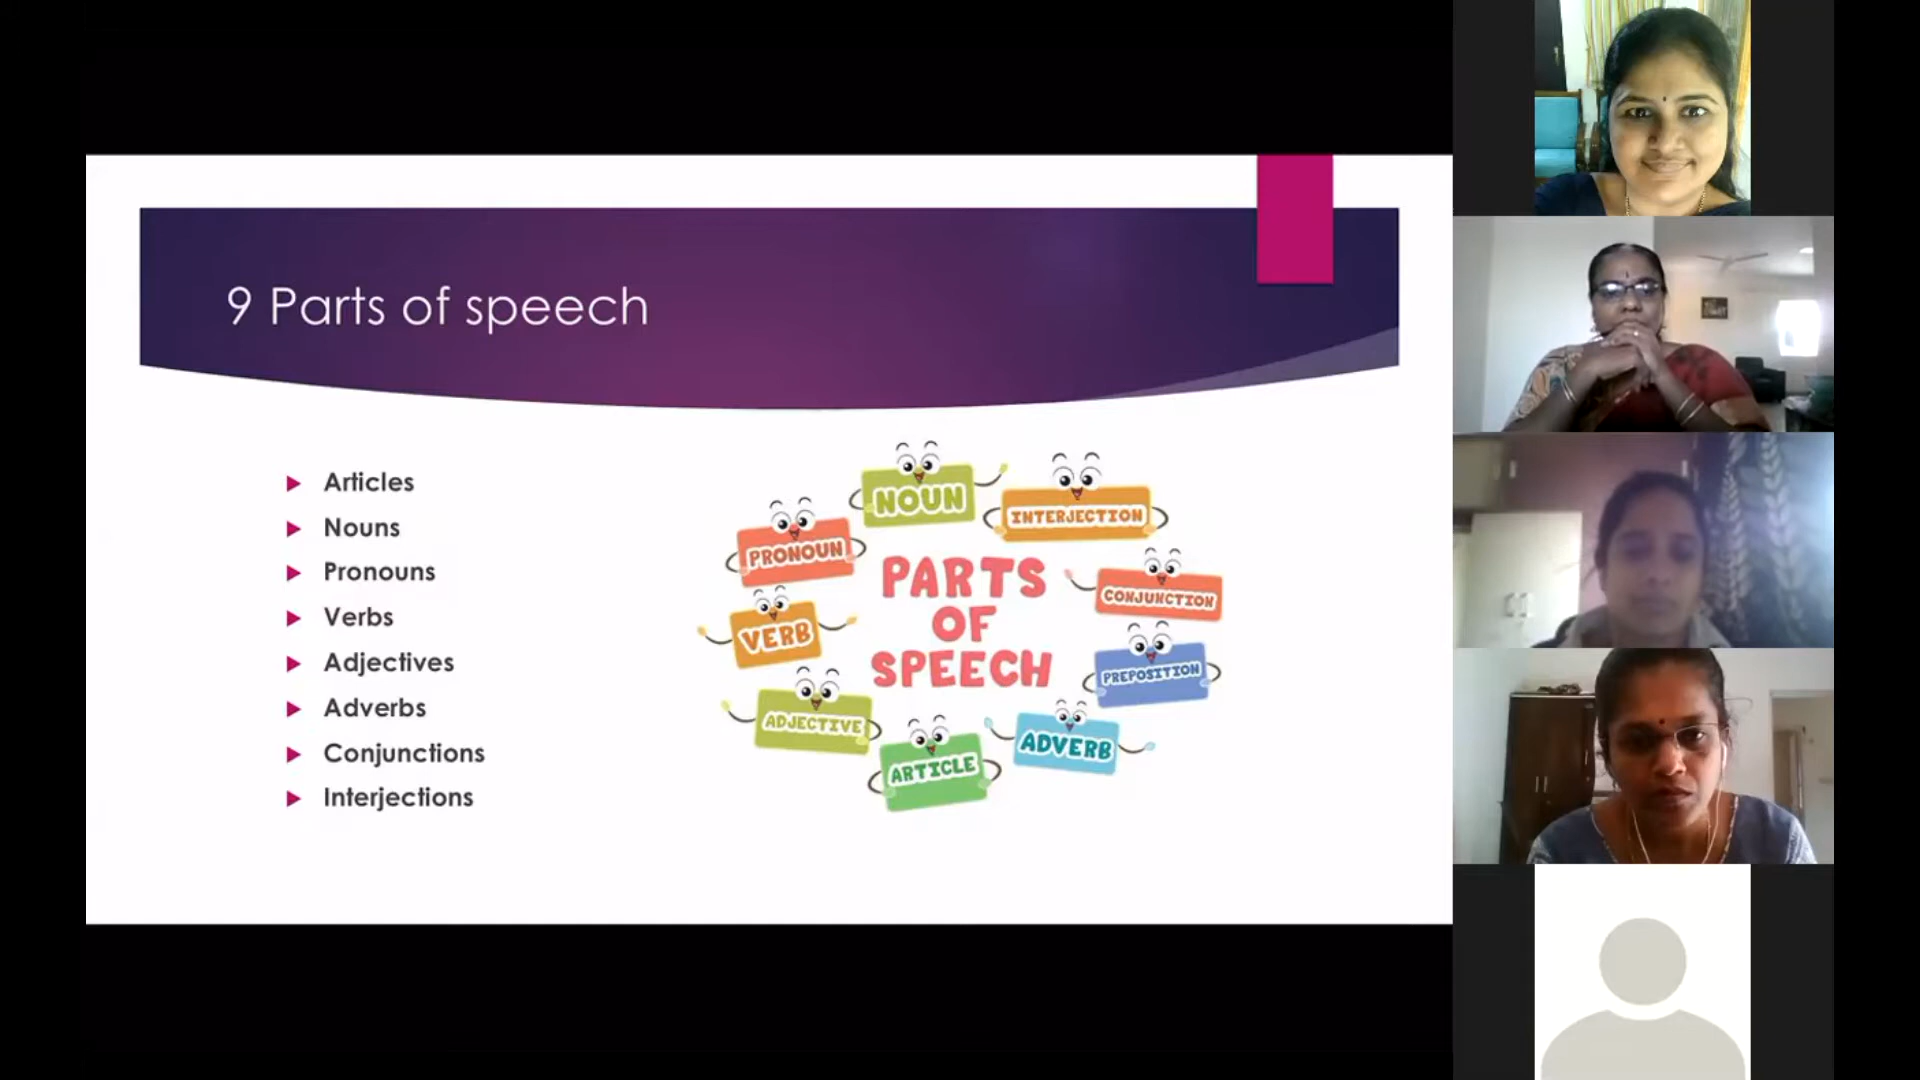 9 Parts of speech
Articles
Nouns
Pronouns
Verbs
Adjectives
Adverbs
Conjunctions
Interjections
NOUN
INTERJECTION
PRONOUN
CONJUNCTION
VERB
PARTS
OF
SPEECH
PREPOSITION
ADJECTIVE
ARTICLE
ADVERB